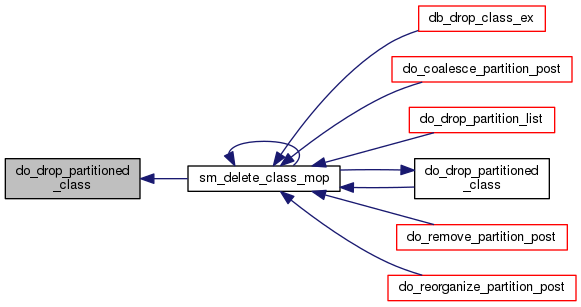 do_drop_partitioned
_class
sm_delete_class_mop
db_drop_class_ex
do_coalesce_partition_post
do_drop_partition_list
do_drop_partitioned
_class
do_remove_partition_post
do_reorganize_partition_post